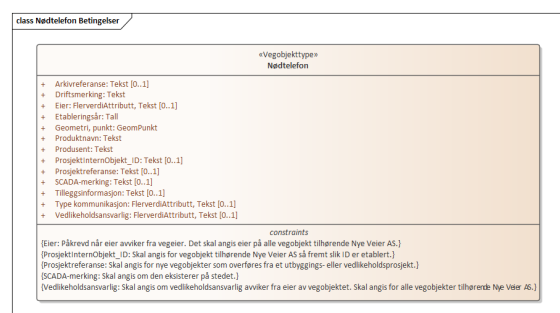 class Nødtelefon Betingelser
«Vegobjekttype»
Nødtelefon
+ Arkivreferanse: Tekst [0..1]
+ Driftsmerking: Tekst
+ Eier: FlerverdiAttributt, Tekst [0..1]
+ Etableringsår: Tall
+ Geometri, punkt: GeomPunkt
+ Produktnavn: Tekst
+ Produsent: Tekst
+ ProsjektInternObjekt_ID: Tekst [0..1]
+ Prosjektreferanse: Tekst [0..1]
+ SCADA-merking: Tekst [0..1]
+ Tilleggsinformasjon: Tekst [0..1]
+ Type kommunikasjon: FlerverdiAttributt, Tekst [0..1]
+ Vedlikeholdsansvarlig: FlerverdiAttributt, Tekst [0..1]
constraints
{Eier: Påkrevd når eier avviker fra vegeier. Det skal angis eier på alle vegobjekt tilhørende Nye Veier AS.}
{ProsjektInternObjekt_ID: Skal angis for vegobjekt tilhørende Nye Veier AS så fremt slik ID er etablert.}
{Prosjektreferanse: Skal angis for nye vegobjekter som overføres fra et utbyggings- eller vedlikeholdsprosjekt.}
{SCADA-merking: Skal angis om den eksisterer på stedet.}
{Vedlikeholdsansvarlig: Skal angis om vedlikeholdsansvarlig avviker fra eier av vegobjektet. Skal angis for alle vegobjekter tilhørende Nye Veier AS.}